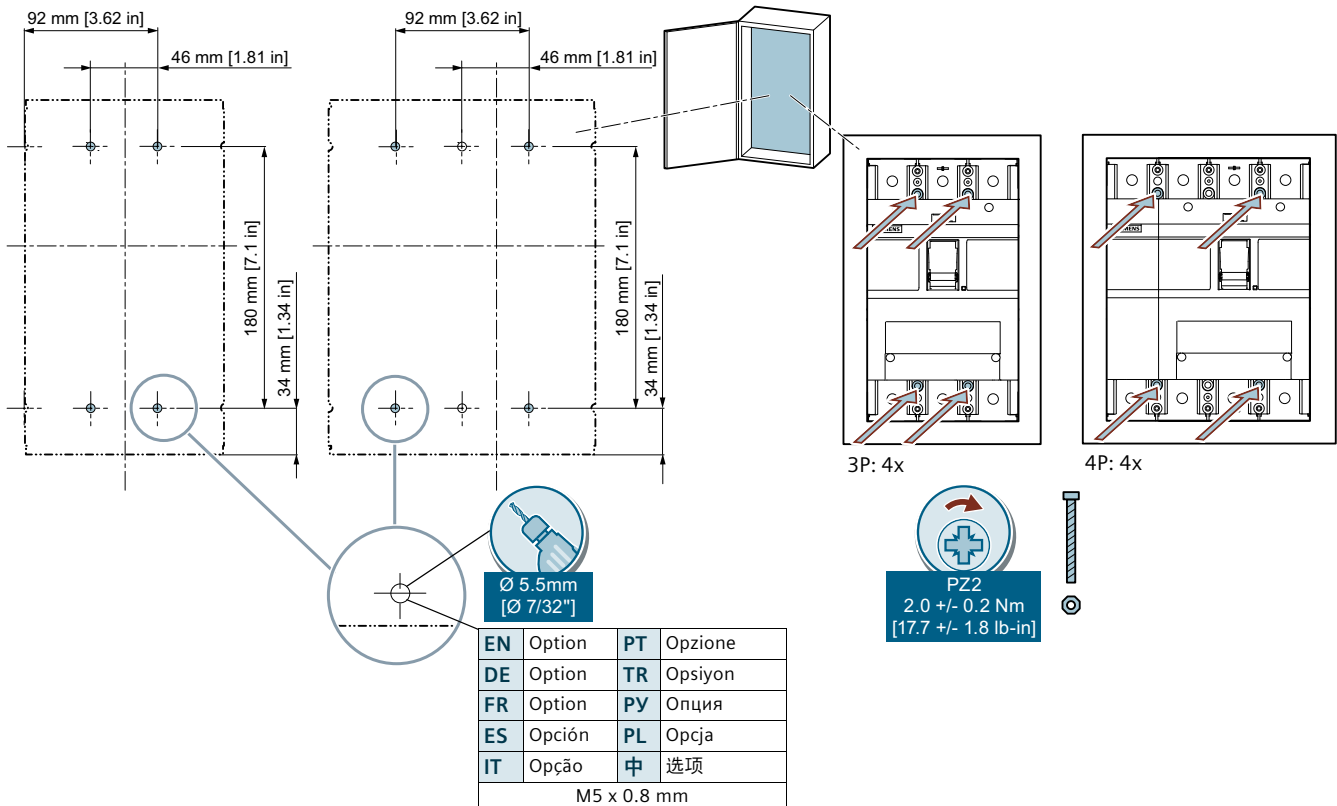 92 mm [3.62 in]
46 mm [1.81 in]
180 mm [7.1 in]
34 mm [1.34 in]
92 mm [3.62 in]
46 mm [1.81 in]
180 mm [7.1 in]
34 mm [1.34 in]
3P: 4x
4P: 4x
Ø 5.5mm
[Ø 7/32"]
PZ2
2.0 +/- 0.2 Nm
[17.7 +/- 1.8 lb-in]
EN Option PT Opzione
DE Option TR Opsiyon
FR Option РУ Опция
ES Opción PL Opcja
IT Opção 中 选项
M5 x 0.8 mm